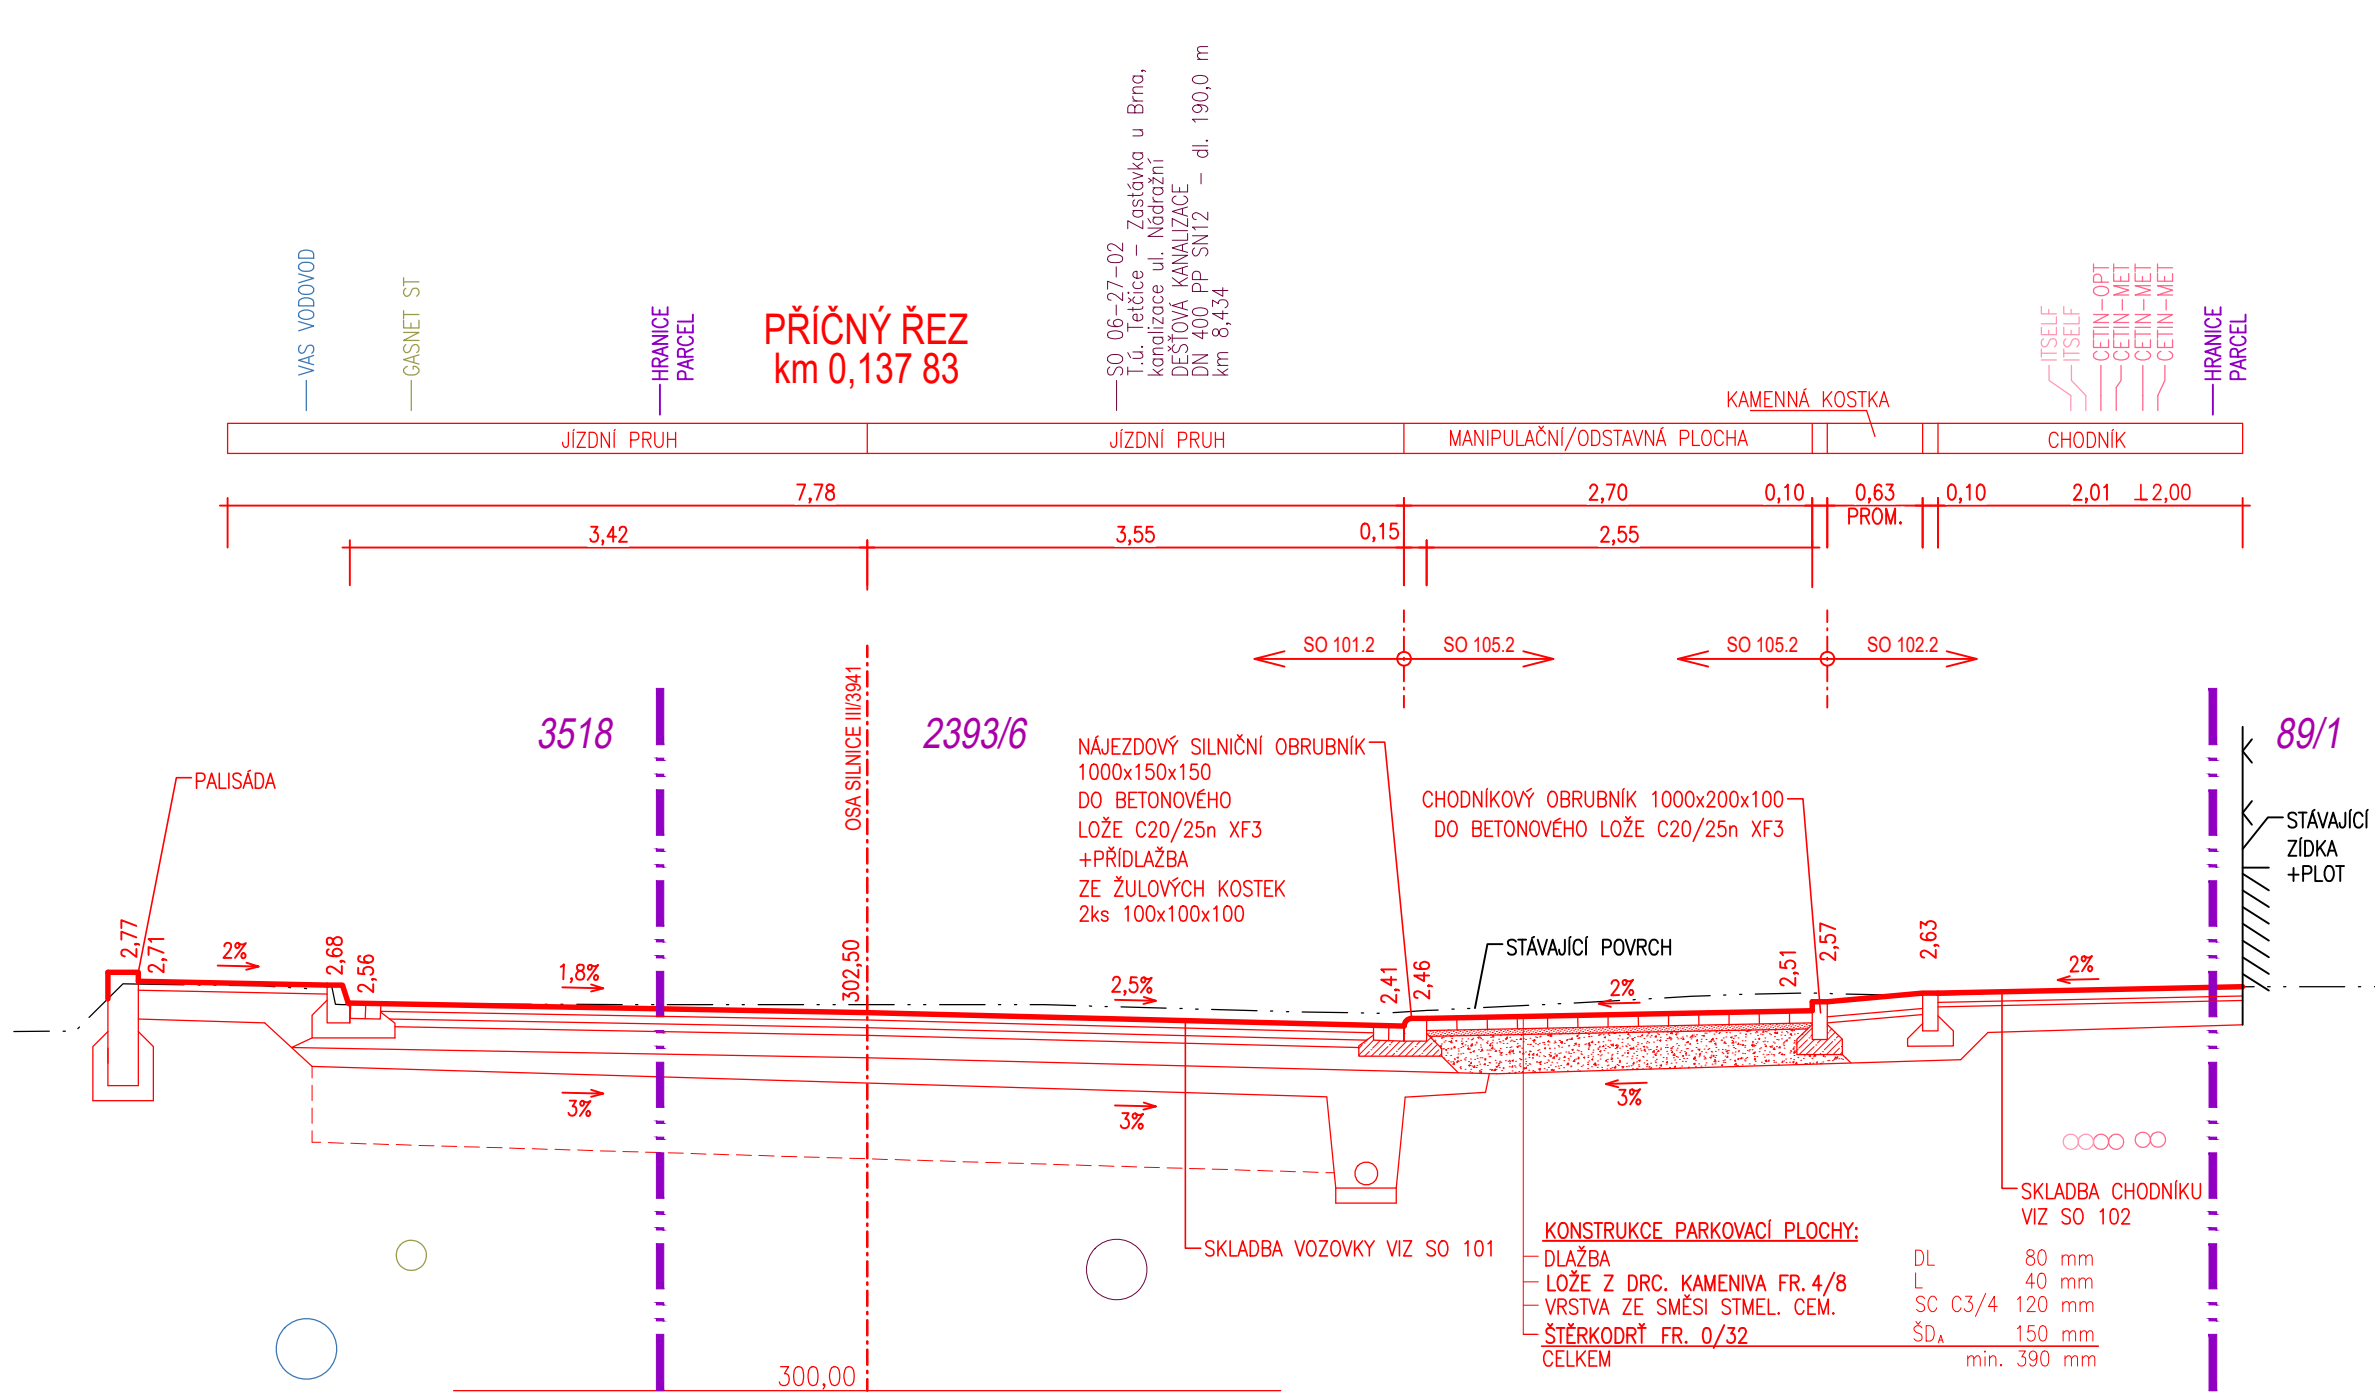 VAS VODOVOD
GASNET ST
HRANICE
PARCEL
PŘÍČNÝ ŘEZ
km 0,137 83
SO 06-27-02
T.ú. Tetčice – Zastávka u Brna,
kanalizace ul. Nádražní
DEŠŤOVÁ KANALIZACE
DN 400 PP SN12 – dl. 190,0 m
km 8,434
ITSELF
ITSELF
CETIN-OPT
CETIN-MET
CETIN-MET
CETIN-MET
HRANICE
PARCEL
KAMENNÁ KOSTKA
JÍZDNÍ PRUH
JÍZDNÍ PRUH
MANIPULAČNÍ/ODSTAVNÁ PLOCHA
CHODNÍK
7,78
2,70
0,10
0,63
PROM.
0,10
2,01 ⊥2,00
3,42
3,55
0,15
2,55
SO 101.2
SO 105.2
SO 105.2
SO 102.2
OSA SILNICE III/3941
3518
2393/6
89/1
PALISÁDA
NÁJEZDOVÝ SILNIČNÍ OBRUBNÍK
1000x150x150
DO BETONOVÉHO
LOŽE C20/25n XF3
+PŘÍDLAŽBA
ZE ŽULOVÝCH KOSTEK
2ks 100x100x100
CHODNÍKOVÝ OBRUBNÍK 1000x200x100
DO BETONOVÉHO LOŽE C20/25n XF3
STÁVAJÍCÍ
ZÍDKA
+PLOT
STÁVAJÍCÍ POVRCH
2,77
2,71
2%
2,68
2,56
1,8%
302,50
2,5%
2,41
2,46
2%
2,51
2,57
2,63
2%
3%
3%
3%
SKLADBA VOZOVKY VIZ SO 101
SKLADBA CHODNÍKU
VIZ SO 102
KONSTRUKCE PARKOVACÍ PLOCHY:
DLAŽBA DL 80 mm
LOŽE Z DRC. KAMENIVA FR. 4/8 L 40 mm
VRSTVA ZE SMĚSI STMEL. CEM. SC C3/4 120 mm
ŠTĚRKODRŤ FR. 0/32 ŠDA 150 mm
CELKEM min. 390 mm
300,00